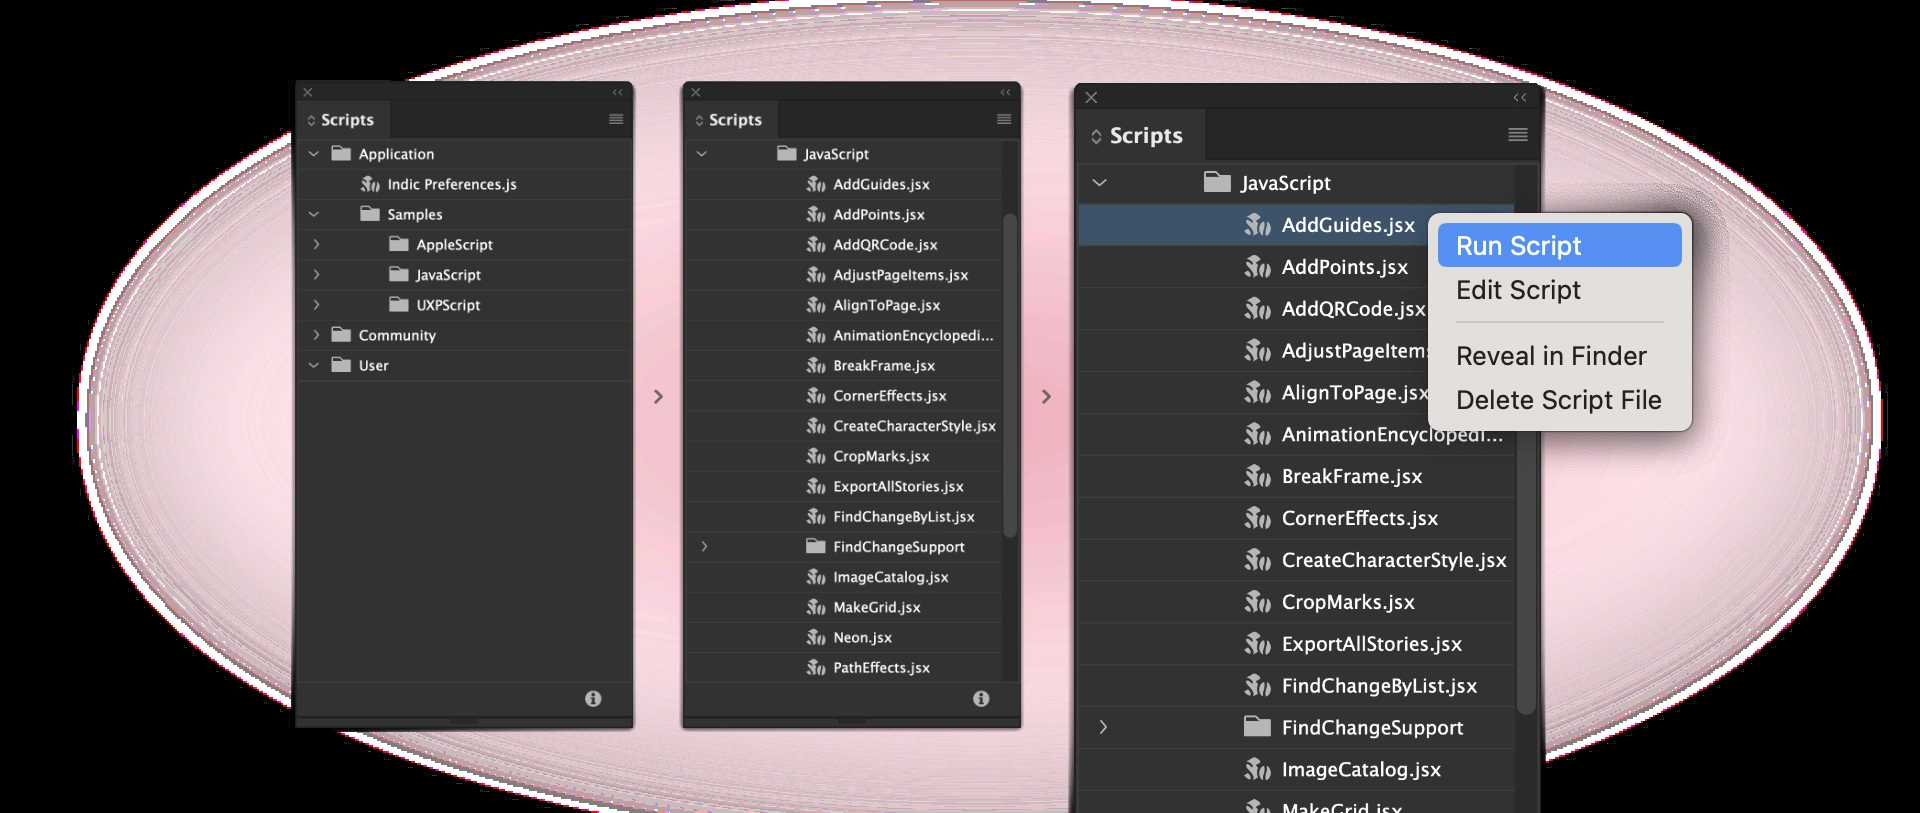 Scripts
Application
Indic Preferences.js
Samples
AppleScript
JavaScript
UXPScript
Community
User
Scripts
JavaScript
AddGuides.jsx
AddPoints.jsx
AddQRCode.jsx
AdjustPageItems.jsx
AlignToPage.jsx
AnimationEncyclopedi...
BreakFrame.jsx
CornerEffects.jsx
CreateCharacterStyle.jsx
CropMarks.jsx
ExportAllStories.jsx
FindChangeByList.jsx
FindChangeSupport
ImageCatalog.jsx
MakeGrid.jsx
Neon.jsx
PathEffects.jsx
Scripts
JavaScript
AddGuides.jsx
AddPoints.jsx
AddQRCode.jsx
AdjustPageItems
AlignToPage.jsx
AnimationEncyclopedi...
BreakFrame.jsx
CornerEffects.jsx
CreateCharacterStyle.jsx
CropMarks.jsx
ExportAllStories.jsx
FindChangeByList.jsx
FindChangeSupport
ImageCatalog.jsx
MakeGrid.jsx
Run Script
Edit Script
Reveal in Finder
Delete Script File